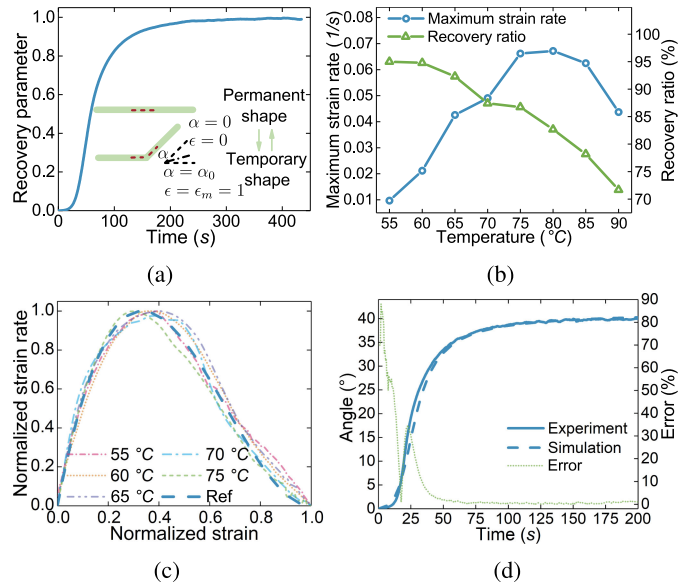 Recovery parameter
1.0
0.8
0.6
0.4
0.2
0.0
0
100
200
300
400
Time (s)
α = 0
ϵ = 0
α
α = α₀
ϵ = ϵₘ = 1
Permanent
shape
Temporary
shape
(a)
Maximum strain rate (1/s)
0.08
0.07
0.06
0.05
0.04
0.03
0.02
0.01
Maximum strain rate
Recovery ratio
100
95
90
85
80
75
70
Recovery ratio (%)
55
60
65
70
75
80
85
90
Temperature (°C)
(b)
Normalized strain rate
1.0
0.8
0.6
0.4
0.2
0.0
55 °C
60 °C
65 °C
70 °C
75 °C
Ref
0.0
0.2
0.4
0.6
0.8
1.0
Normalized strain
(c)
Angle (°)
40
35
30
25
20
15
10
5
0
Experiment
Simulation
Error
90
80
70
60
50
40
30
20
10
0
Error (%)
0
25
50
75
100
125
150
175
200
Time (s)
(d)